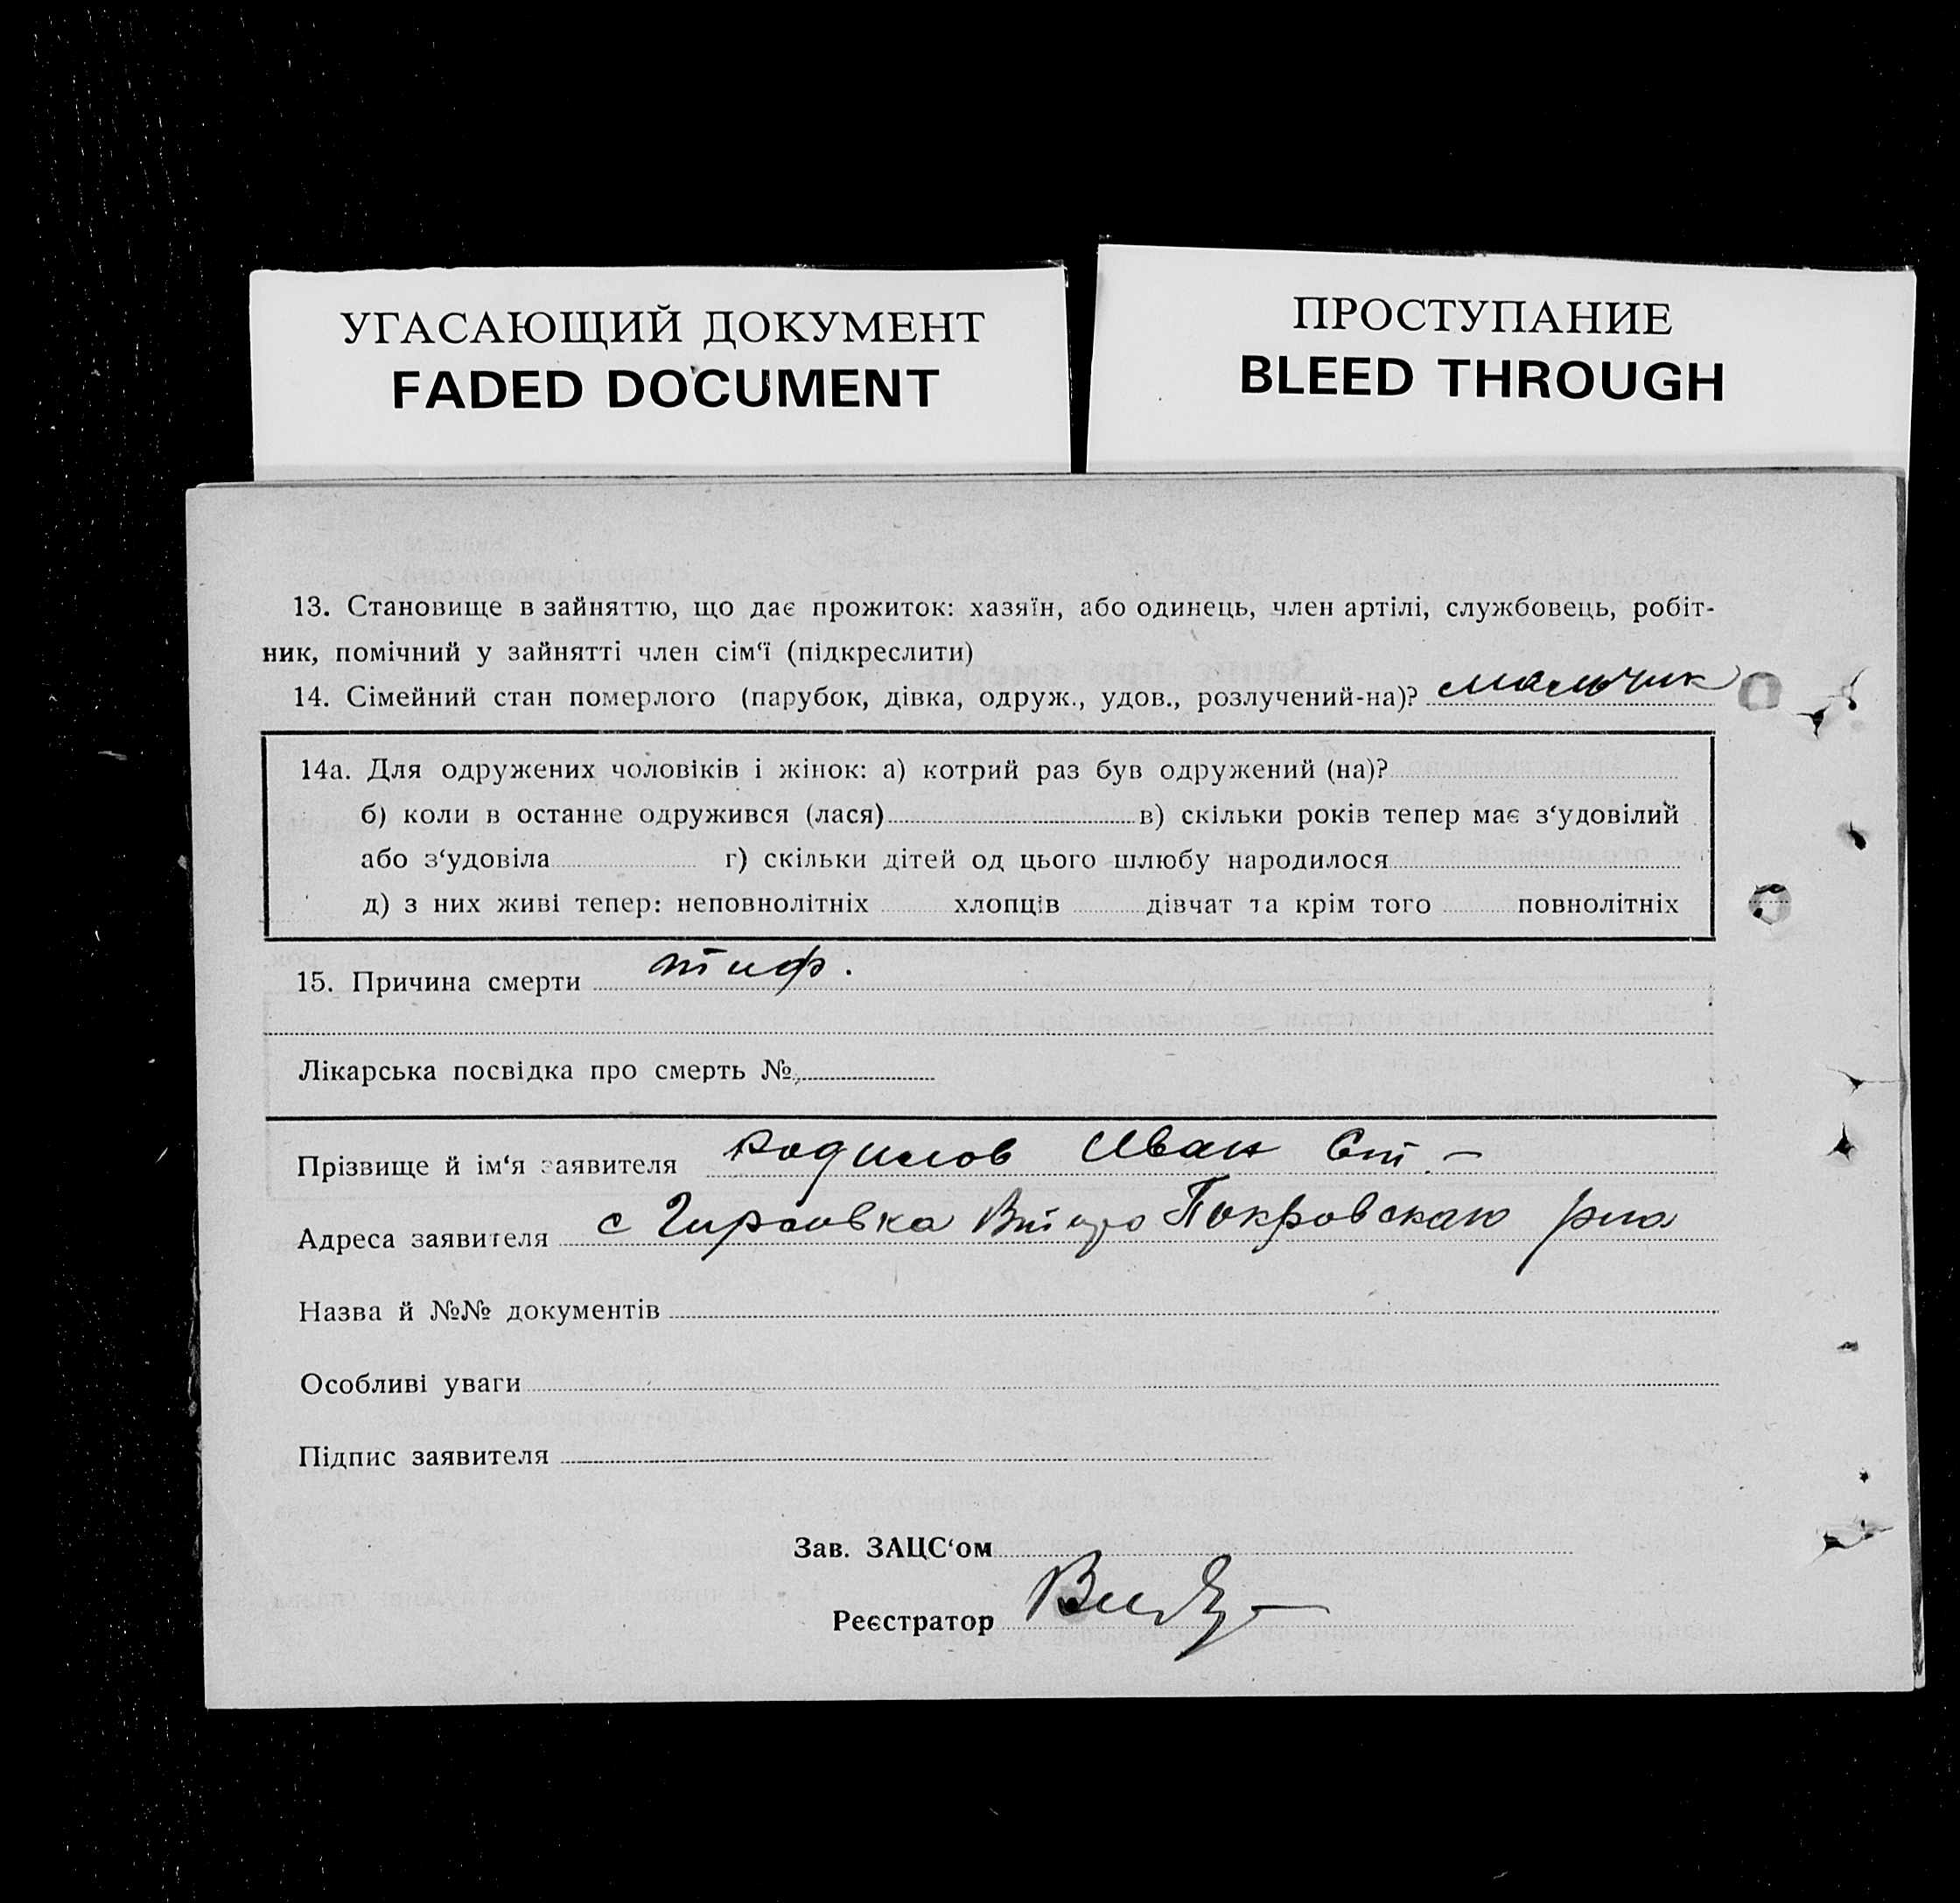 УГАСАЮЩИЙ ДОКУМЕНТ
FADED DOCUMENT
ПРОСТУПАНИЕ
BLEED THROUGH
13. Становище в зайняттю, що дає прожиток: хазяїн, або одинець, член артілі, службовець, робіт-
ник, помічний у зайнятті член сім‘ї (підкреслити)
14. Сімейний стан померлого (парубок, дівка, одруж., удов., розлучений-на)? мальчик
14а. Для одружених чоловіків і жінок: а) котрий раз був одружений (на)?
б) коли в останнє одружився (лася) в) скільки років тепер має з‘удовілий
або з‘удовіла г) скільки дітей од цього шлюбу народилося
д) з них живі тепер: неповнолітніх хлопців дівчат та крім того повнолітніх
15. Причина смерти тиф.
Лікарська посвідка про смерть №
Прізвище й ім‘я заявителя Иван Ст. –
Адреса заявителя с Покровскаго рна
Назва й №№ документів
Особливі уваги
Підпис заявителя
Зав. ЗАЦС‘ом
Реєстратор